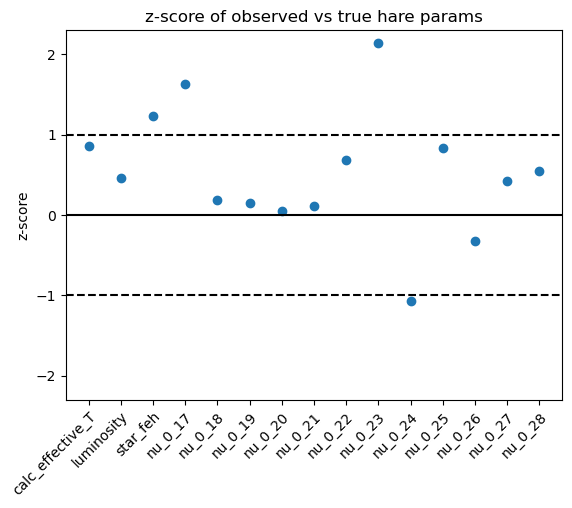 z-score of observed vs true hare params
z-score
2
1
0
−1
−2
calc_effective_T
luminosity
star_feh
nu_0_17
nu_0_18
nu_0_19
nu_0_20
nu_0_21
nu_0_22
nu_0_23
nu_0_24
nu_0_25
nu_0_26
nu_0_27
nu_0_28